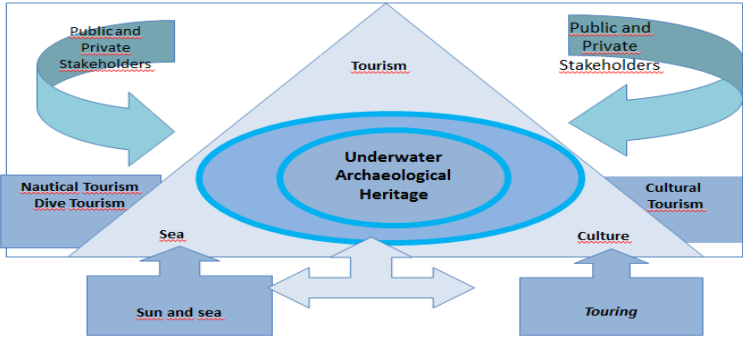 Public and
Private
Stakeholders
Public and
Private
Stakeholders
Tourism
Underwater
Archaeological
Heritage
Nautical Tourism
Dive Tourism
Cultural
Tourism
Sea
Culture
Sun and sea
Touring